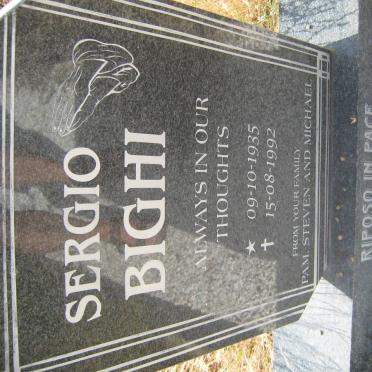 SERGIO
BIGHI
ALWAYS IN OUR
THOUGHTS
★ 09-10-1935
✝ 15-08-1992
FROM YOUR FAMILY
PAM, STEVEN AND MICHAEL
RIPOSO IN PACE